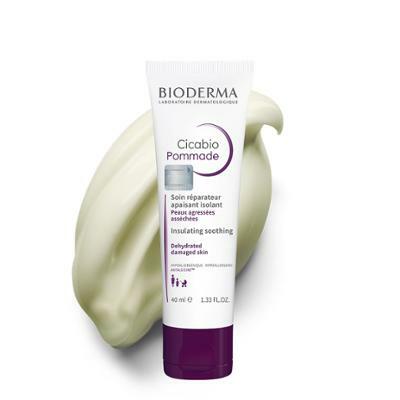 BIODERMA
LABORATOIRE DERMATOLOGIQUE
Cicabio
Pommade
Soin réparateur
apaisant isolant
Peaux agressées
asséchées
Insulating soothing
Dehydrated
damaged skin
40 ml ℮ 1.33 FL.OZ.